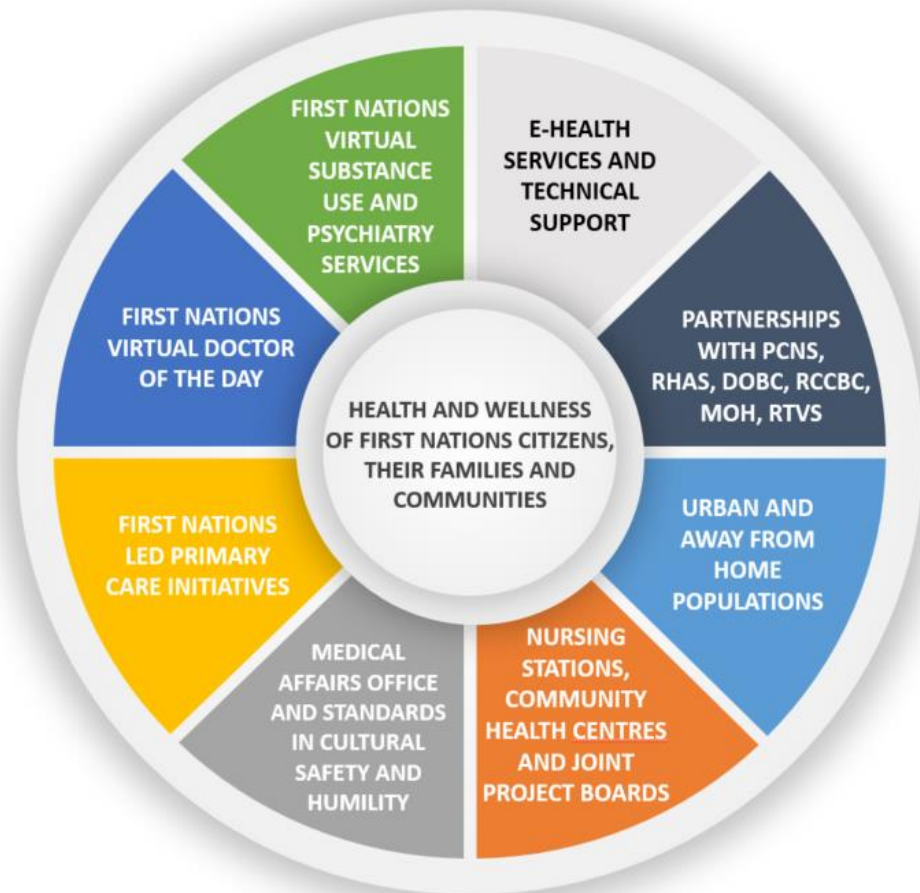 FIRST NATIONS
VIRTUAL
SUBSTANCE
USE AND
PSYCHIATRY
SERVICES
E-HEALTH
SERVICES AND
TECHNICAL
SUPPORT
PARTNERSHIPS
WITH PCNS,
RHAS, DOBC, RCCBC,
MOH, RTVS
URBAN AND
AWAY FROM
HOME
POPULATIONS
NURSING
STATIONS,
COMMUNITY
HEALTH CENTRES
AND JOINT
PROJECT BOARDS
MEDICAL
AFFAIRS OFFICE
AND STANDARDS
IN CULTURAL
SAFETY AND
HUMILITY
FIRST NATIONS
LED PRIMARY
CARE INITIATIVES
FIRST NATIONS
VIRTUAL DOCTOR
OF THE DAY
HEALTH AND WELLNESS
OF FIRST NATIONS CITIZENS,
THEIR FAMILIES AND
COMMUNITIES